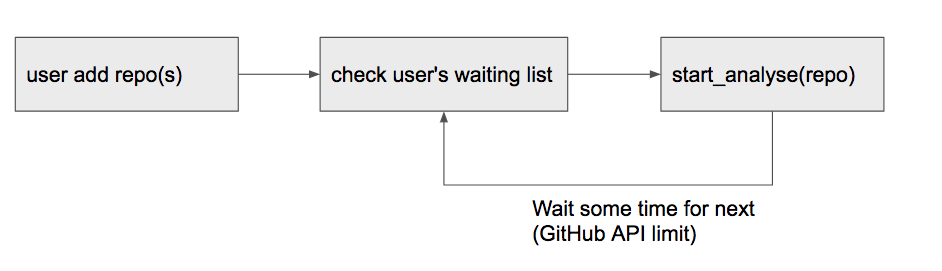 user add repo(s)
check user's waiting list
start_analyse(repo)
Wait some time for next
(GitHub API limit)